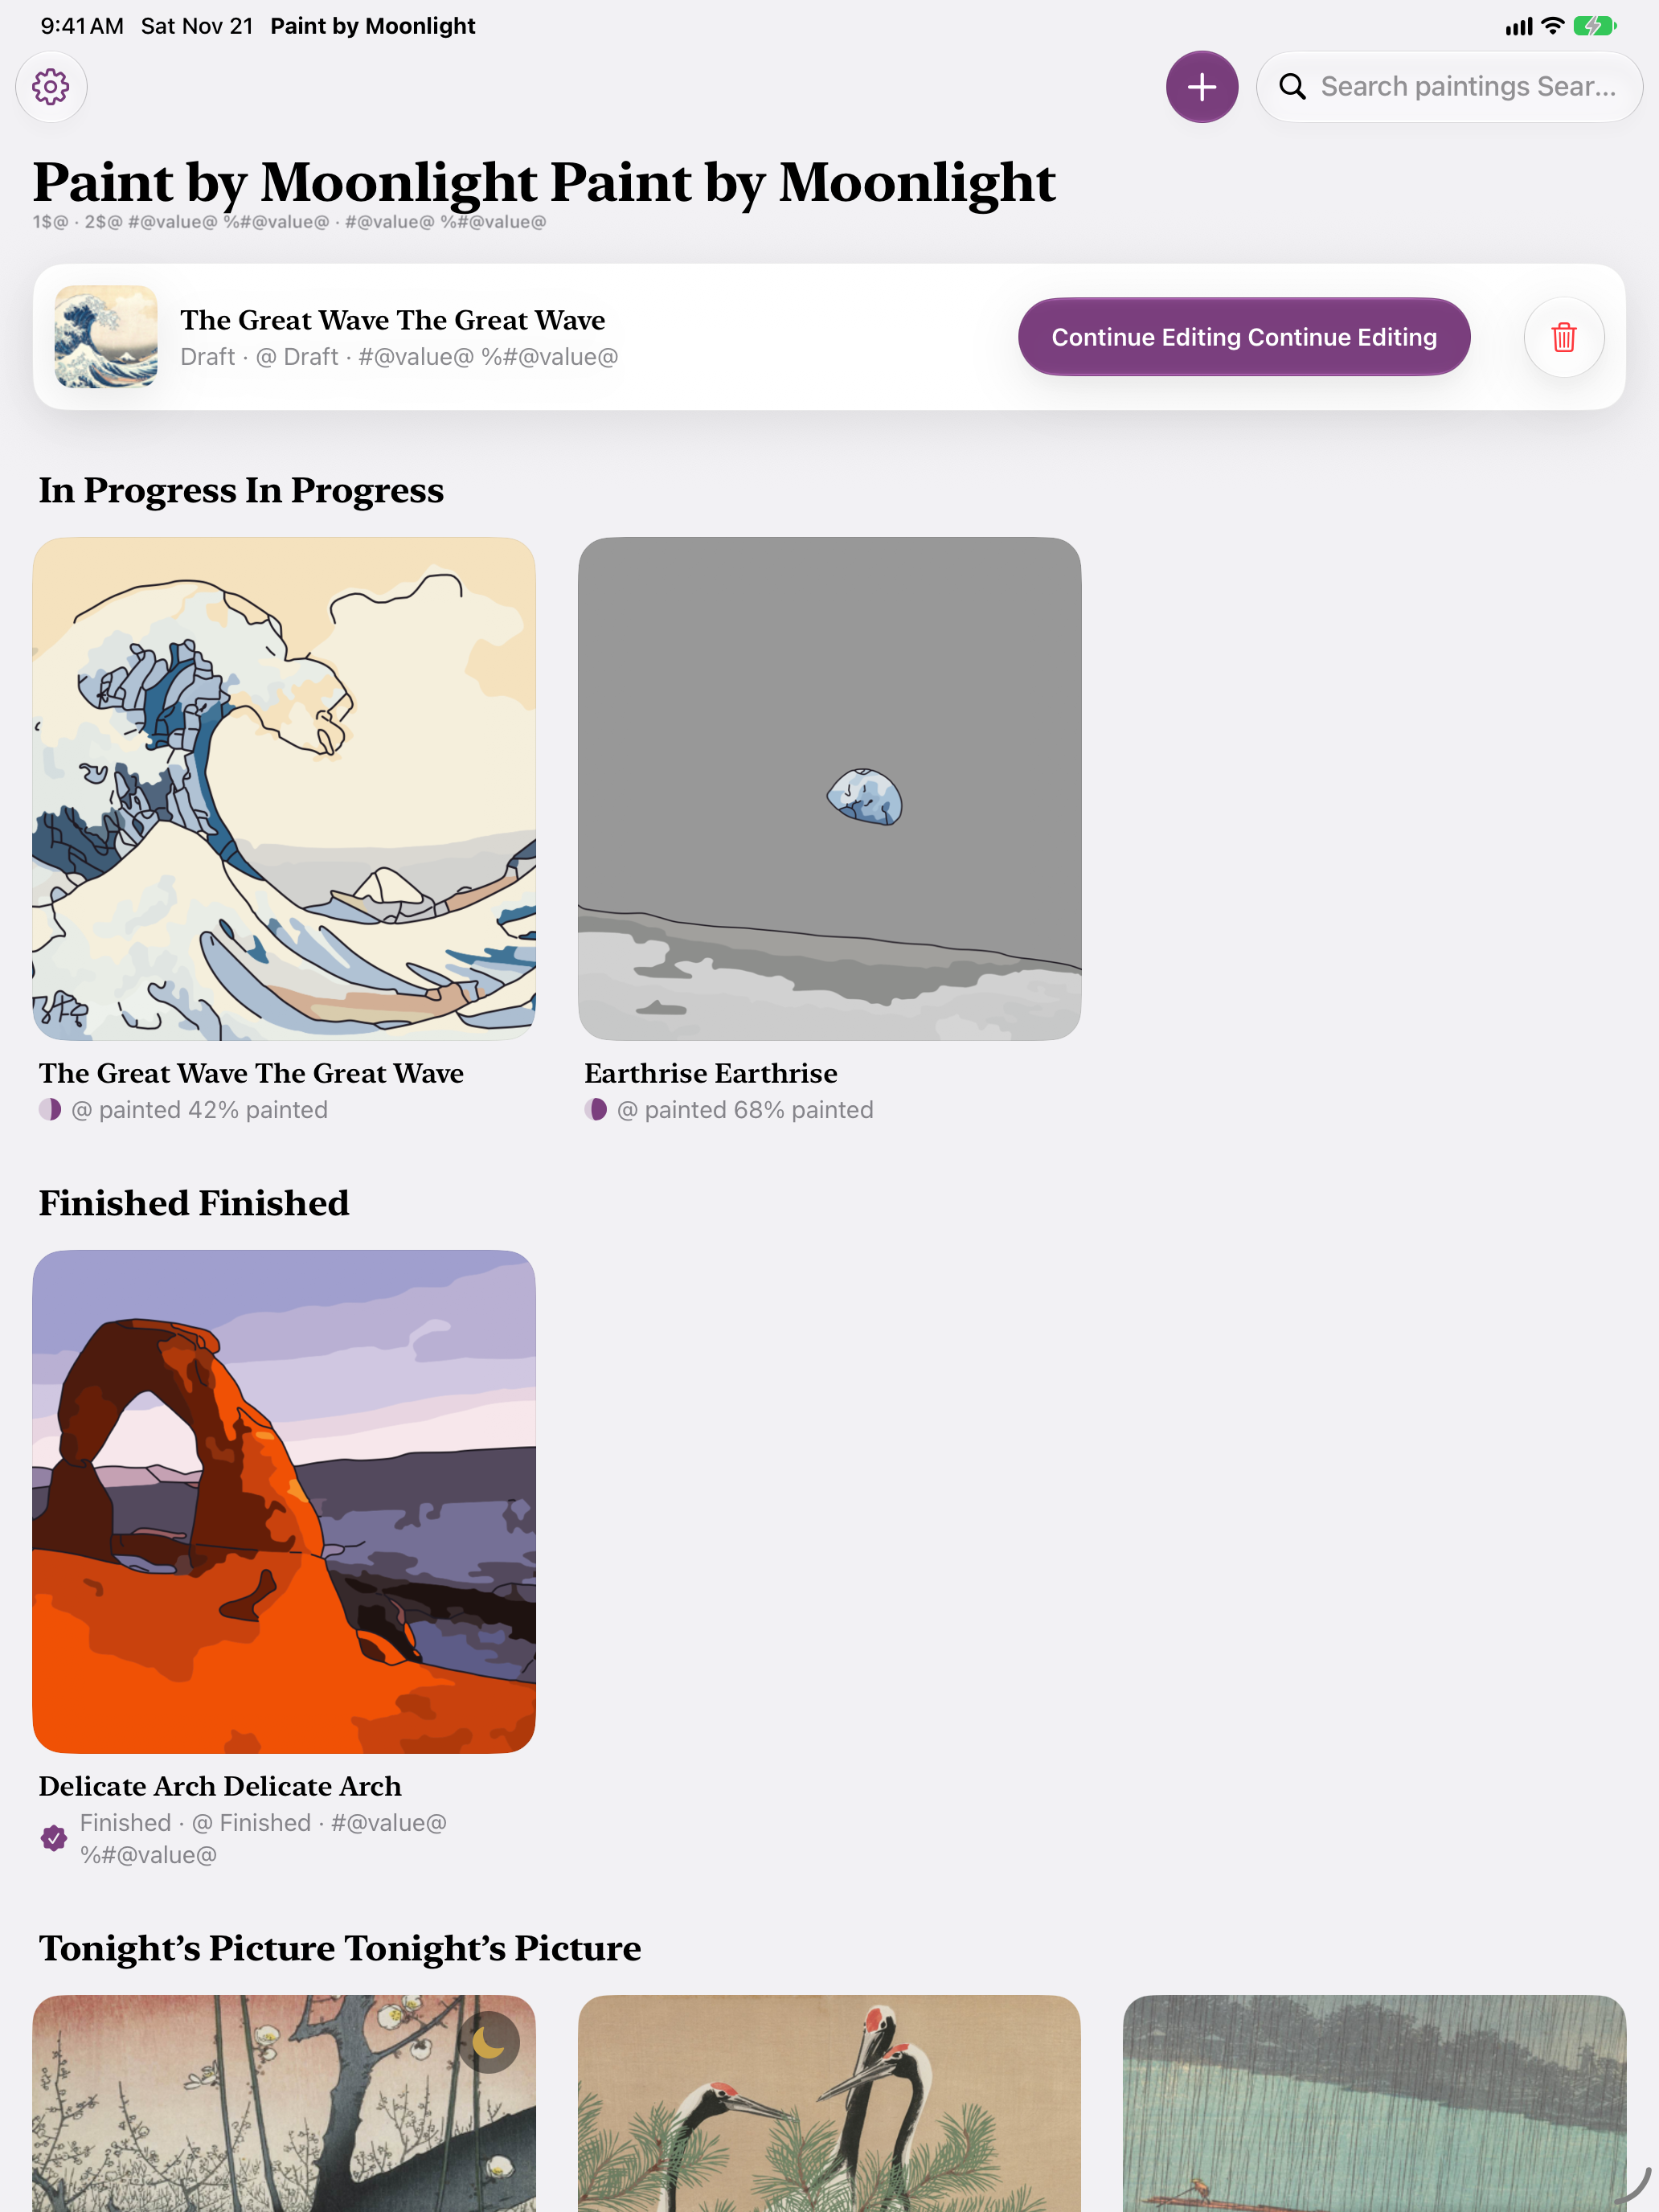 9:41 AM Sat Nov 21 Paint by Moonlight
Search paintings Sear...
Paint by Moonlight Paint by Moonlight
1$@ · 2$@ #@value@ %#@value@ · #@value@ %#@value@
The Great Wave The Great Wave
Draft · @ Draft · #@value@ %#@value@
Continue Editing Continue Editing
In Progress In Progress
The Great Wave The Great Wave
@ painted 42% painted
Earthrise Earthrise
@ painted 68% painted
Finished Finished
Delicate Arch Delicate Arch
Finished · @ Finished · #@value@
%#@value@
Tonight’s Picture Tonight’s Picture